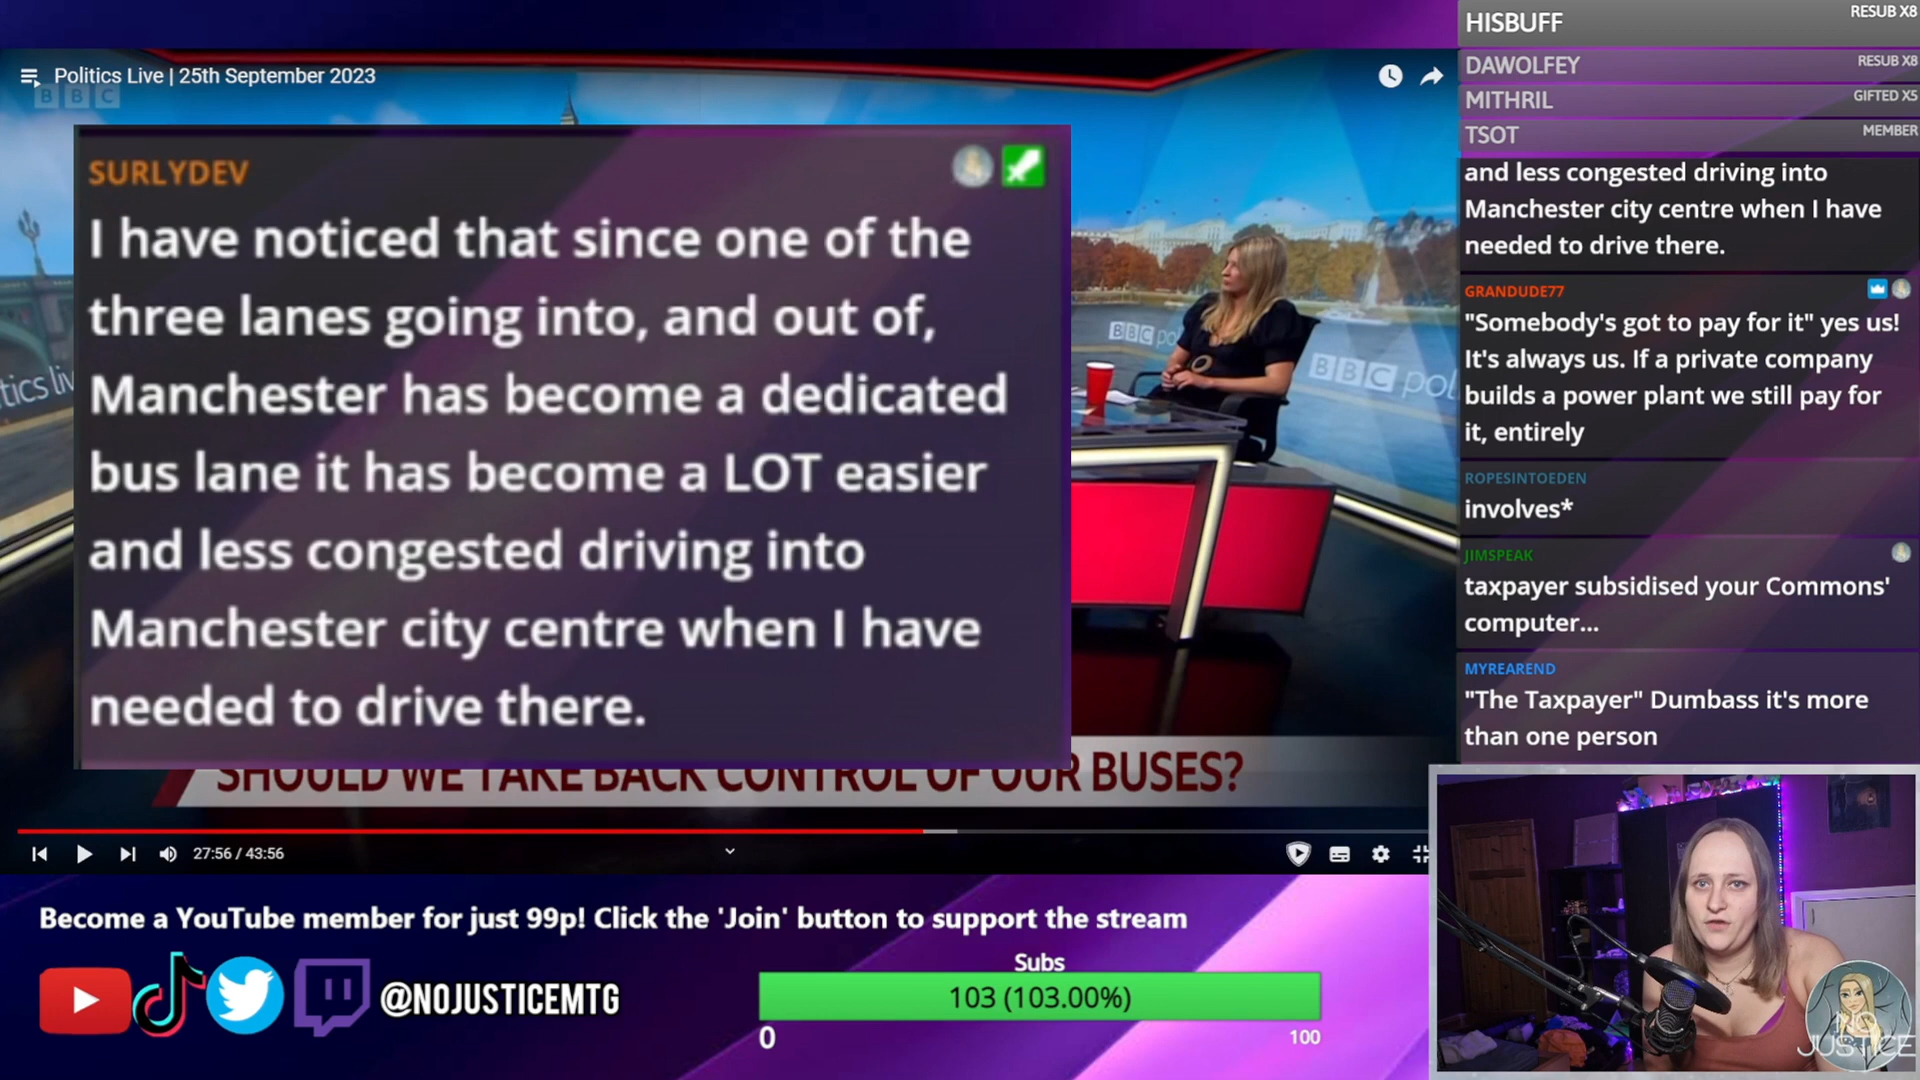 Politics Live | 25th September 2023
BBC
SURLYDEV
I have noticed that since one of the
three lanes going into, and out of,
Manchester has become a dedicated
bus lane it has become a LOT easier
and less congested driving into
Manchester city centre when I have
needed to drive there.
BBC
BBC
SHOULD WE TAKE BACK CONTROL OF OUR BUSES?
27:56 / 43:56
HISBUFF RESUB X8
DAWOLFEY RESUB X8
MITHRIL GIFTED X5
TSOT MEMBER
and less congested driving into
Manchester city centre when I have
needed to drive there.
GRANDUDE77
"Somebody's got to pay for it" yes us!
It's always us. If a private company
builds a power plant we still pay for
it, entirely
ROPESINTOEDEN
involves*
JIMSPEAK
taxpayer subsidised your Commons'
computer...
MYREAREND
"The Taxpayer" Dumbass it's more
than one person
Become a YouTube member for just 99p! Click the 'Join' button to support the stream
@NOJUSTICEMTG
Subs
103 (103.00%)
0 100
NO
JUSTICE